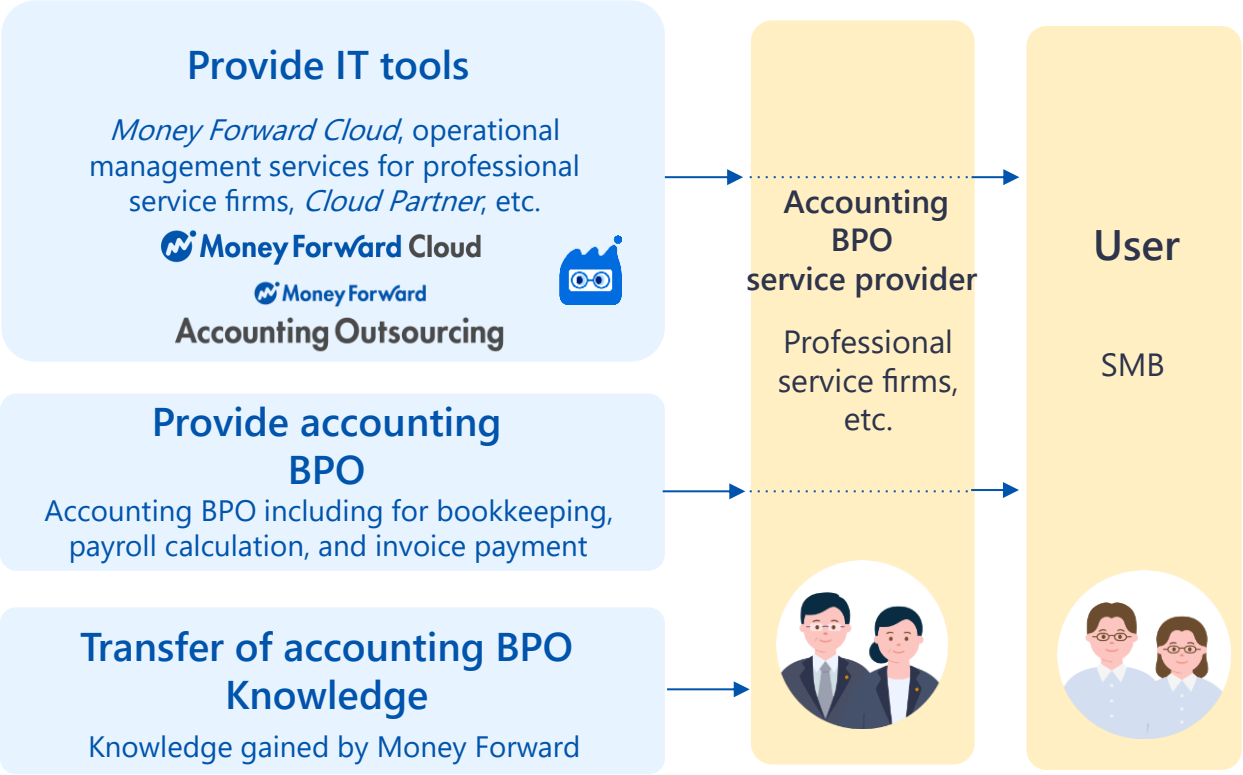 Provide IT tools
Money Forward Cloud, operational
management services for professional
service firms, Cloud Partner, etc.
Money Forward Cloud
Money Forward
Accounting Outsourcing
Provide accounting
BPO
Accounting BPO including for bookkeeping,
payroll calculation, and invoice payment
Transfer of accounting BPO
Knowledge
Knowledge gained by Money Forward
Accounting
BPO
service provider
Professional
service firms,
etc.
User
SMB